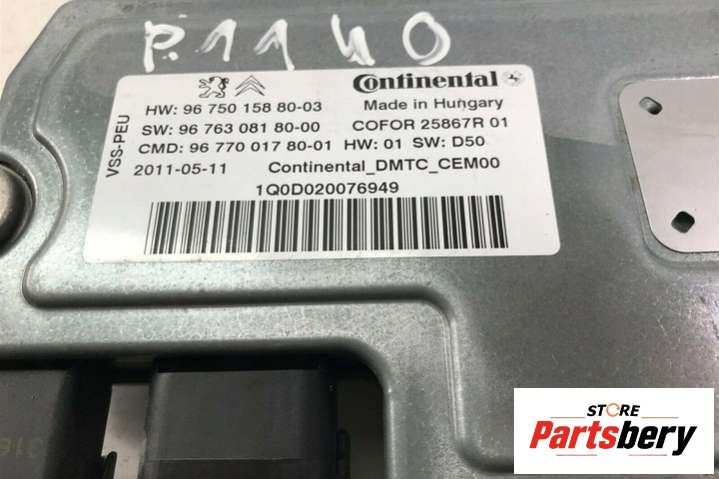 P1140
Continental
VSS-PEU
HW: 96 750 158 80-03 Made in Hungary
SW: 96 763 081 80-00 COFOR 25867R 01
CMD: 96 770 017 80-01 HW: 01 SW: D50
2011-05-11 Continental_DMTC_CEM00
1Q0D020076949
STORE
Partsbery